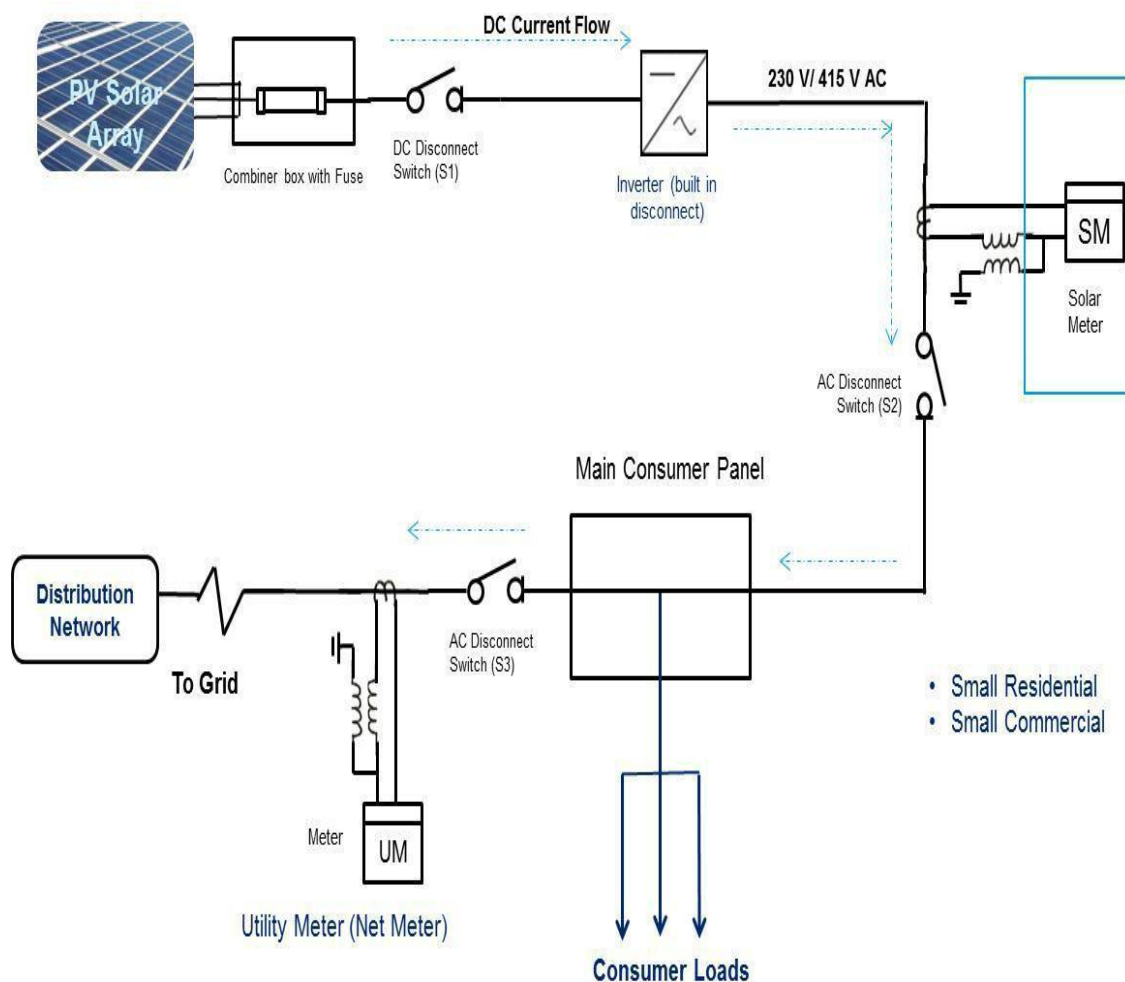 DC Current Flow
PV Solar
Array
230 V/ 415 V AC
Combiner box with Fuse
DC Disconnect
Switch (S1)
Inverter (built in
disconnect)
SM
Solar
Meter
AC Disconnect
Switch (S2)
Main Consumer Panel
Distribution
Network
To Grid
AC Disconnect
Switch (S3)
• Small Residential
• Small Commercial
Meter
UM
Utility Meter (Net Meter)
Consumer Loads